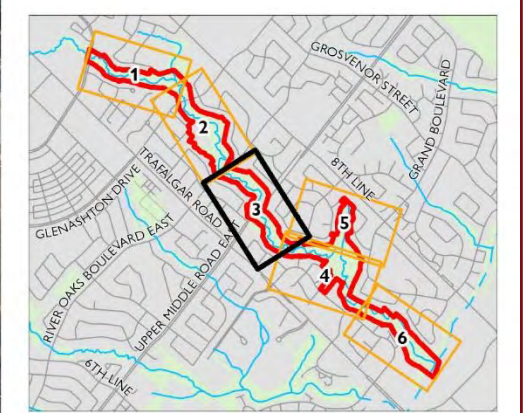 GROSVENOR STREET
GRAND BOULEVARD
1
2
TRAFALGAR ROAD
8TH LINE
GLENASHTON DRIVE
3
5
RIVER OAKS BOULEVARD EAST
UPPER MIDDLE ROAD EAST
4
6
6TH LINE